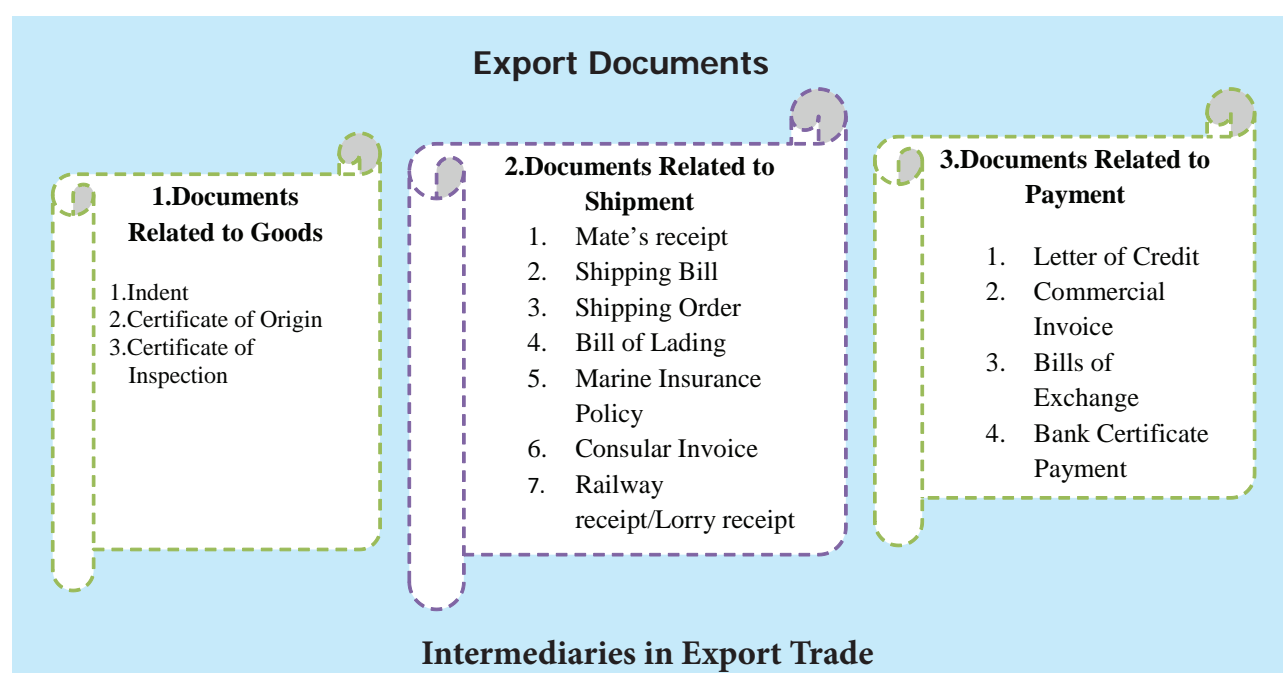 Export Documents
1.Documents
Related to Goods
1.Indent
2.Certificate of Origin
3.Certificate of
Inspection
2.Documents Related to
Shipment
1. Mate's receipt
2. Shipping Bill
3. Shipping Order
4. Bill of Lading
5. Marine Insurance
Policy
6. Consular Invoice
7. Railway
receipt/Lorry receipt
3.Documents Related to
Payment
1. Letter of Credit
2. Commercial
Invoice
3. Bills of
Exchange
4. Bank Certificate
Payment
Intermediaries in Export Trade